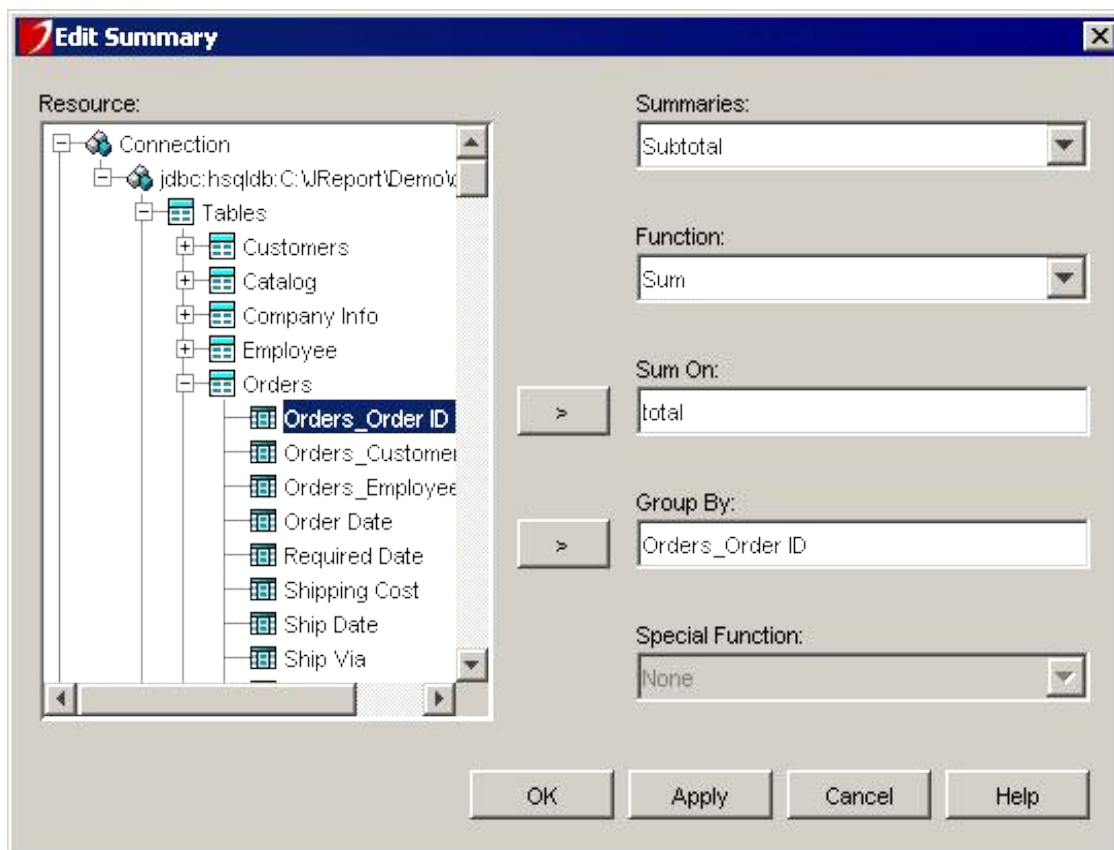 Edit Summary
Resource:
Connection
jdbc:hsqldb:C:\JReport\Demo\
Tables
Customers
Catalog
Company Info
Employee
Orders
Orders_Order ID
Orders_Customer
Orders_Employee
Order Date
Required Date
Shipping Cost
Ship Date
Ship Via
Summaries:
Subtotal
Function:
Sum
Sum On:
>
total
Group By:
>
Orders_Order ID
Special Function:
None
OK
Apply
Cancel
Help